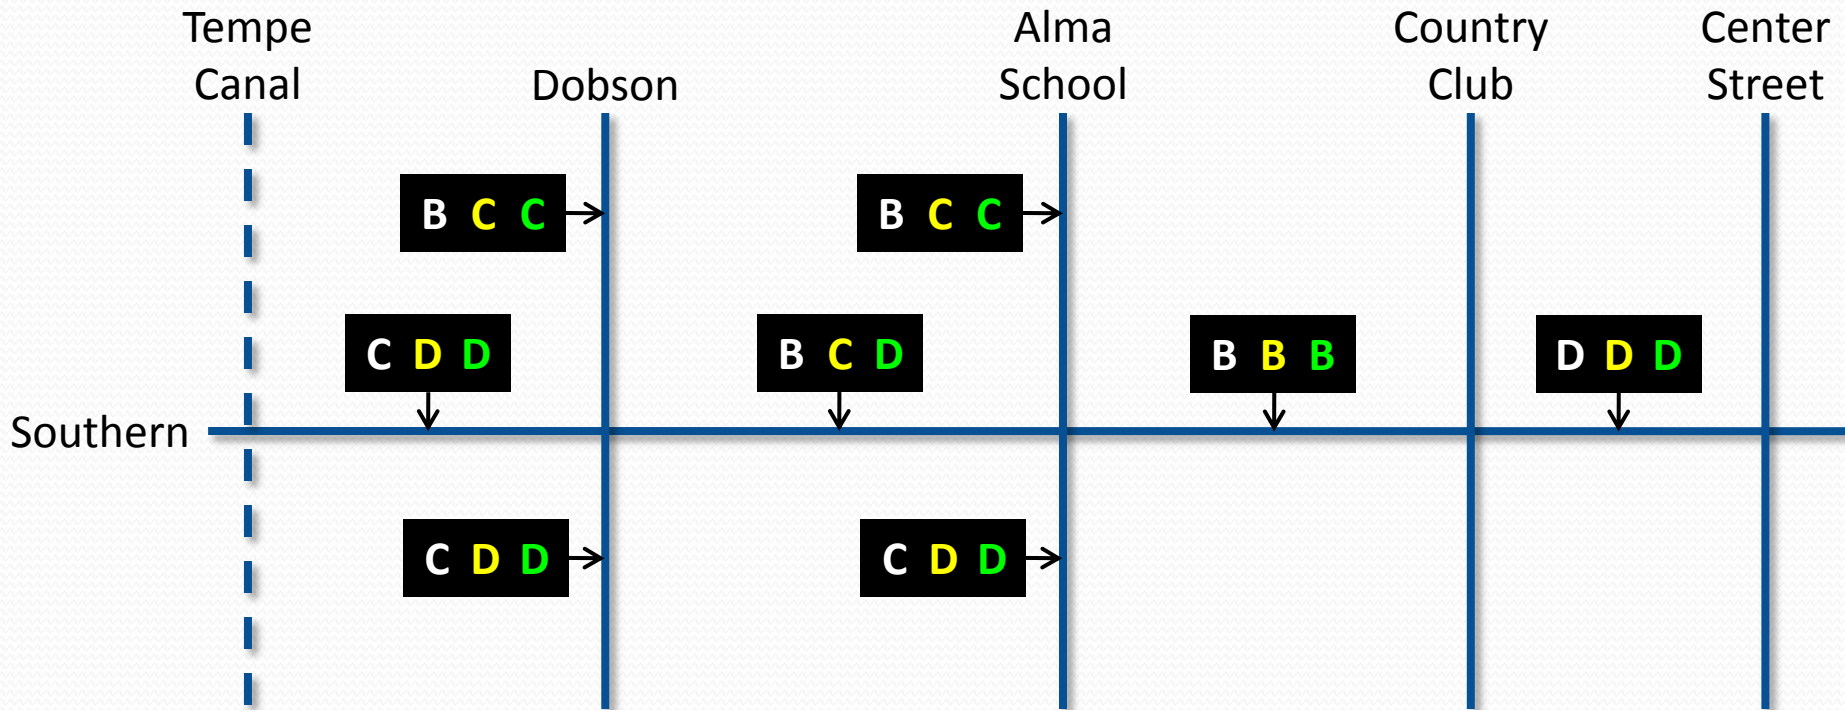 Tempe
Canal
Dobson
Alma
School
Country
Club
Center
Street
B C C
B C C
C D D
B C D
B B B
D D D
Southern
C D D
C D D